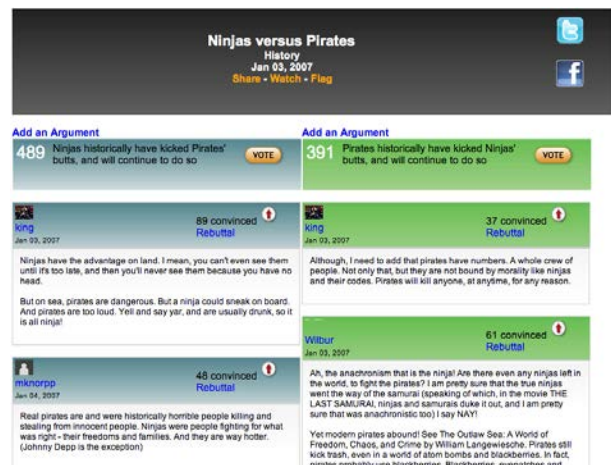 Ninjas versus Pirates
History
Jan 03, 2007
Share - Watch - Flag
Add an Argument
489
Ninjas historically have kicked Pirates'
butts, and will continue to do so
VOTE
king
Jan 03, 2007
89 convinced
Rebuttal
Ninjas have the advantage on land. I mean, you can't even see them
until it's too late, and then you'll never see them because you have no
head.
But on sea, pirates are dangerous. But a ninja could sneak on board.
And pirates are too loud. Yell and say yar, and are usually drunk, so it
is all ninja!
mknorpp
Jan 04, 2007
48 convinced
Rebuttal
Real pirates are and were historically horrible people killing and
stealing from innocent people. Ninjas were people fighting for what
was right - their freedoms and families. And they are way hotter.
(Johnny Depp is the exception)
Add an Argument
391
Pirates historically have kicked Ninjas'
butts, and will continue to do so
VOTE
king
Jan 03, 2007
37 convinced
Rebuttal
Although, I need to add that pirates have numbers. A whole crew of
people. Not only that, but they are not bound by morality like ninjas
and their codes. Pirates will kill anyone, at anytime, for any reason.
Wilbur
Jan 03, 2007
61 convinced
Rebuttal
Ah, the anachronism that is the ninja! Are there even any ninjas left in
the world, to fight the pirates? I am pretty sure that the true ninjas
went the way of the samurai (speaking of which, in the movie THE
LAST SAMURAI, ninjas and samurais duke it out, and I am pretty
sure that was anachronistic too) I say NAY!
Yet modern pirates abound! See The Outlaw Sea: A World of
Freedom, Chaos, and Crime by William Langewiesche. Pirates still
kick trash, even in a world of atom bombs and blackberries. In fact,
pirates probably use blackberries. Blackberries, eyepatches and